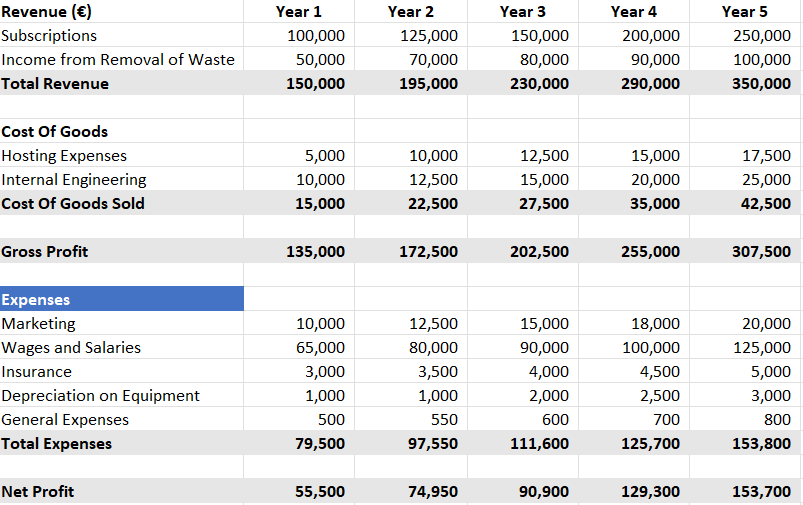 Revenue (€) Year 1 Year 2 Year 3 Year 4 Year 5
Subscriptions 100,000 125,000 150,000 200,000 250,000
Income from Removal of Waste 50,000 70,000 80,000 90,000 100,000
Total Revenue 150,000 195,000 230,000 290,000 350,000
Cost Of Goods
Hosting Expenses 5,000 10,000 12,500 15,000 17,500
Internal Engineering 10,000 12,500 15,000 20,000 25,000
Cost Of Goods Sold 15,000 22,500 27,500 35,000 42,500
Gross Profit 135,000 172,500 202,500 255,000 307,500
Expenses
Marketing 10,000 12,500 15,000 18,000 20,000
Wages and Salaries 65,000 80,000 90,000 100,000 125,000
Insurance 3,000 3,500 4,000 4,500 5,000
Depreciation on Equipment 1,000 1,000 2,000 2,500 3,000
General Expenses 500 550 600 700 800
Total Expenses 79,500 97,550 111,600 125,700 153,800
Net Profit 55,500 74,950 90,900 129,300 153,700